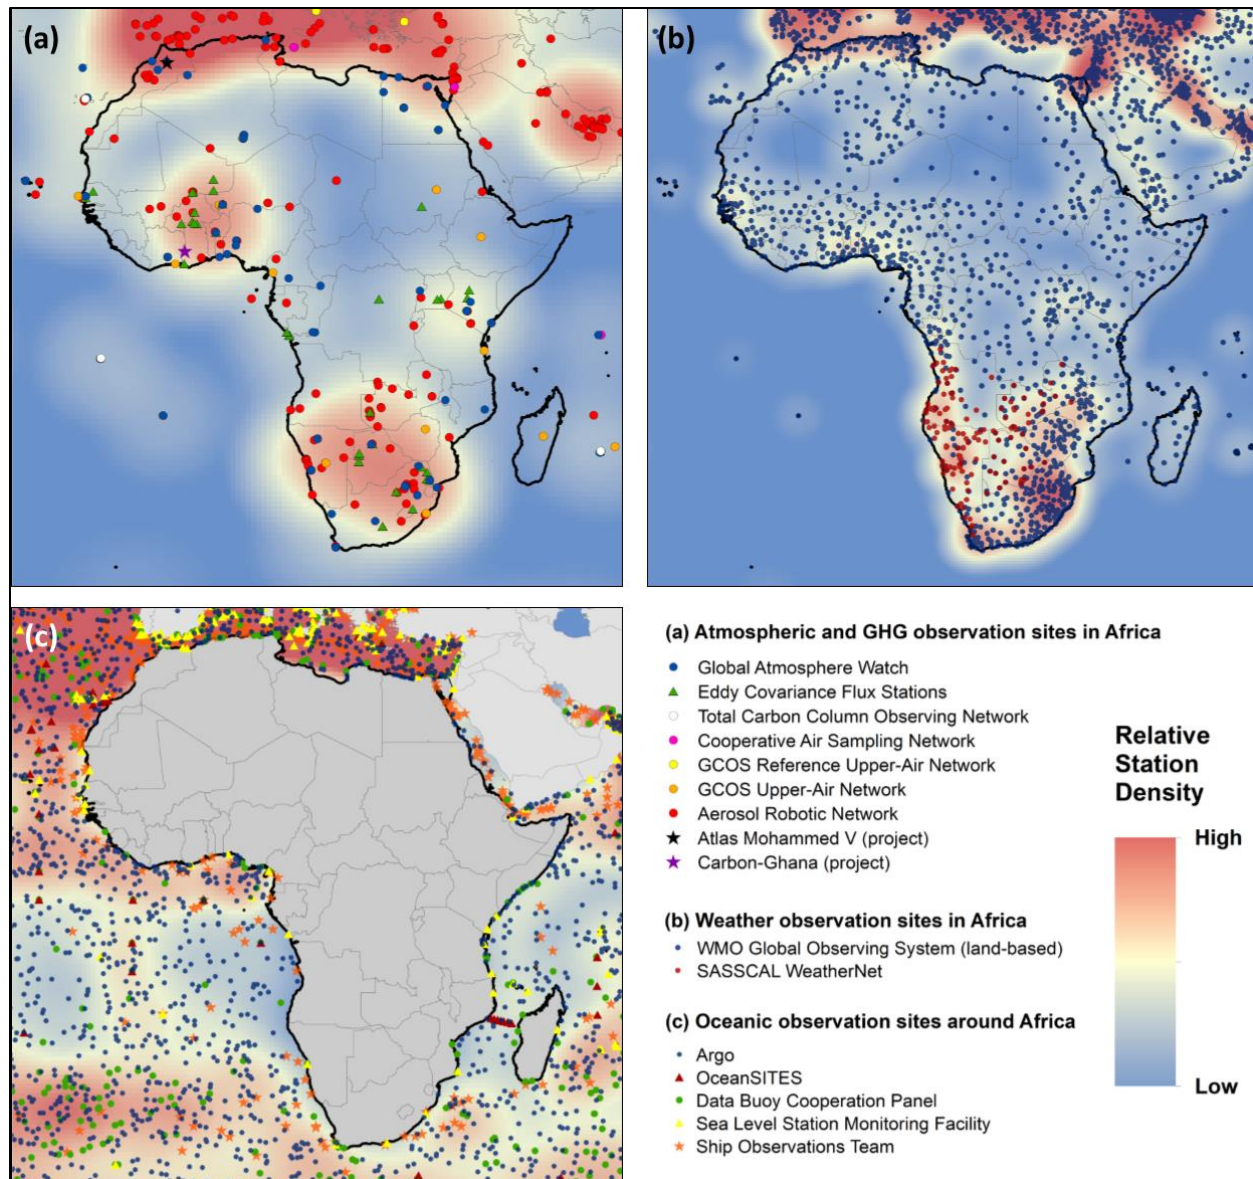 (a)
(b)
(c)
(a) Atmospheric and GHG observation sites in Africa
Global Atmosphere Watch
Eddy Covariance Flux Stations
Total Carbon Column Observing Network
Cooperative Air Sampling Network
GCOS Reference Upper-Air Network
GCOS Upper-Air Network
Aerosol Robotic Network
Atlas Mohammed V (project)
Carbon-Ghana (project)
(b) Weather observation sites in Africa
WMO Global Observing System (land-based)
SASSCAL WeatherNet
(c) Oceanic observation sites around Africa
Argo
OceanSITES
Data Buoy Cooperation Panel
Sea Level Station Monitoring Facility
Ship Observations Team
Relative
Station
Density
High
Low